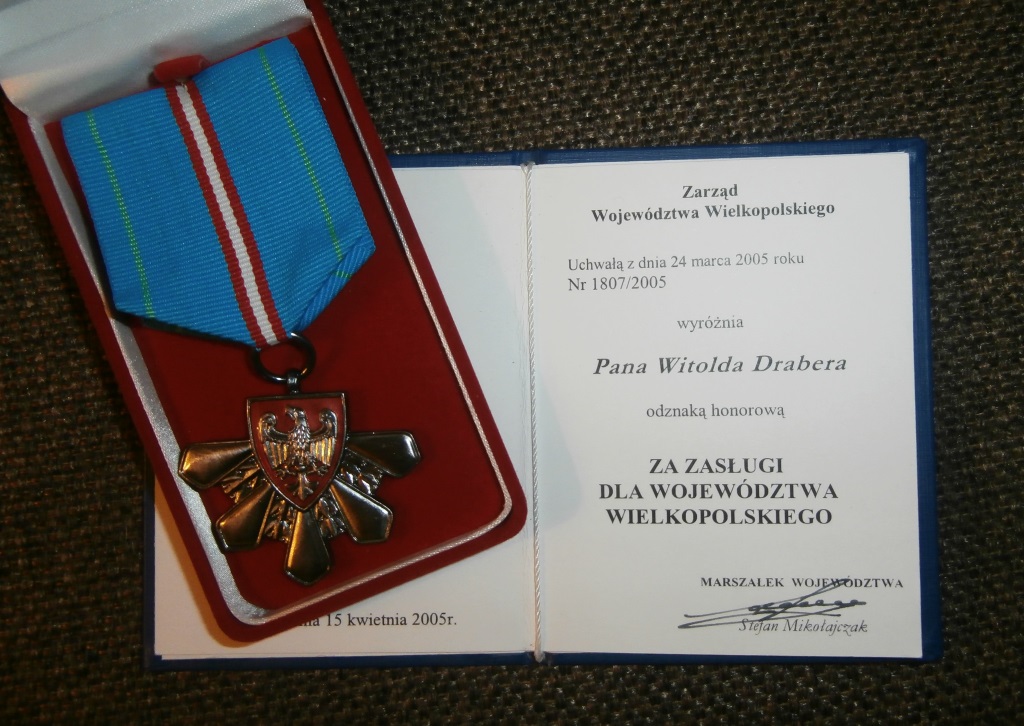 15 kwietnia 2005r.
Zarząd
Województwa Wielkopolskiego
Uchwałą z dnia 24 marca 2005 roku
Nr 1807/2005
wyróżnia
Pana Witolda Drabera
odznaką honorową
ZA ZASŁUGI
DLA WOJEWÓDZTWA
WIELKOPOLSKIEGO
MARSZAŁEK WOJEWÓDZTWA
Stefan Mikołajczak